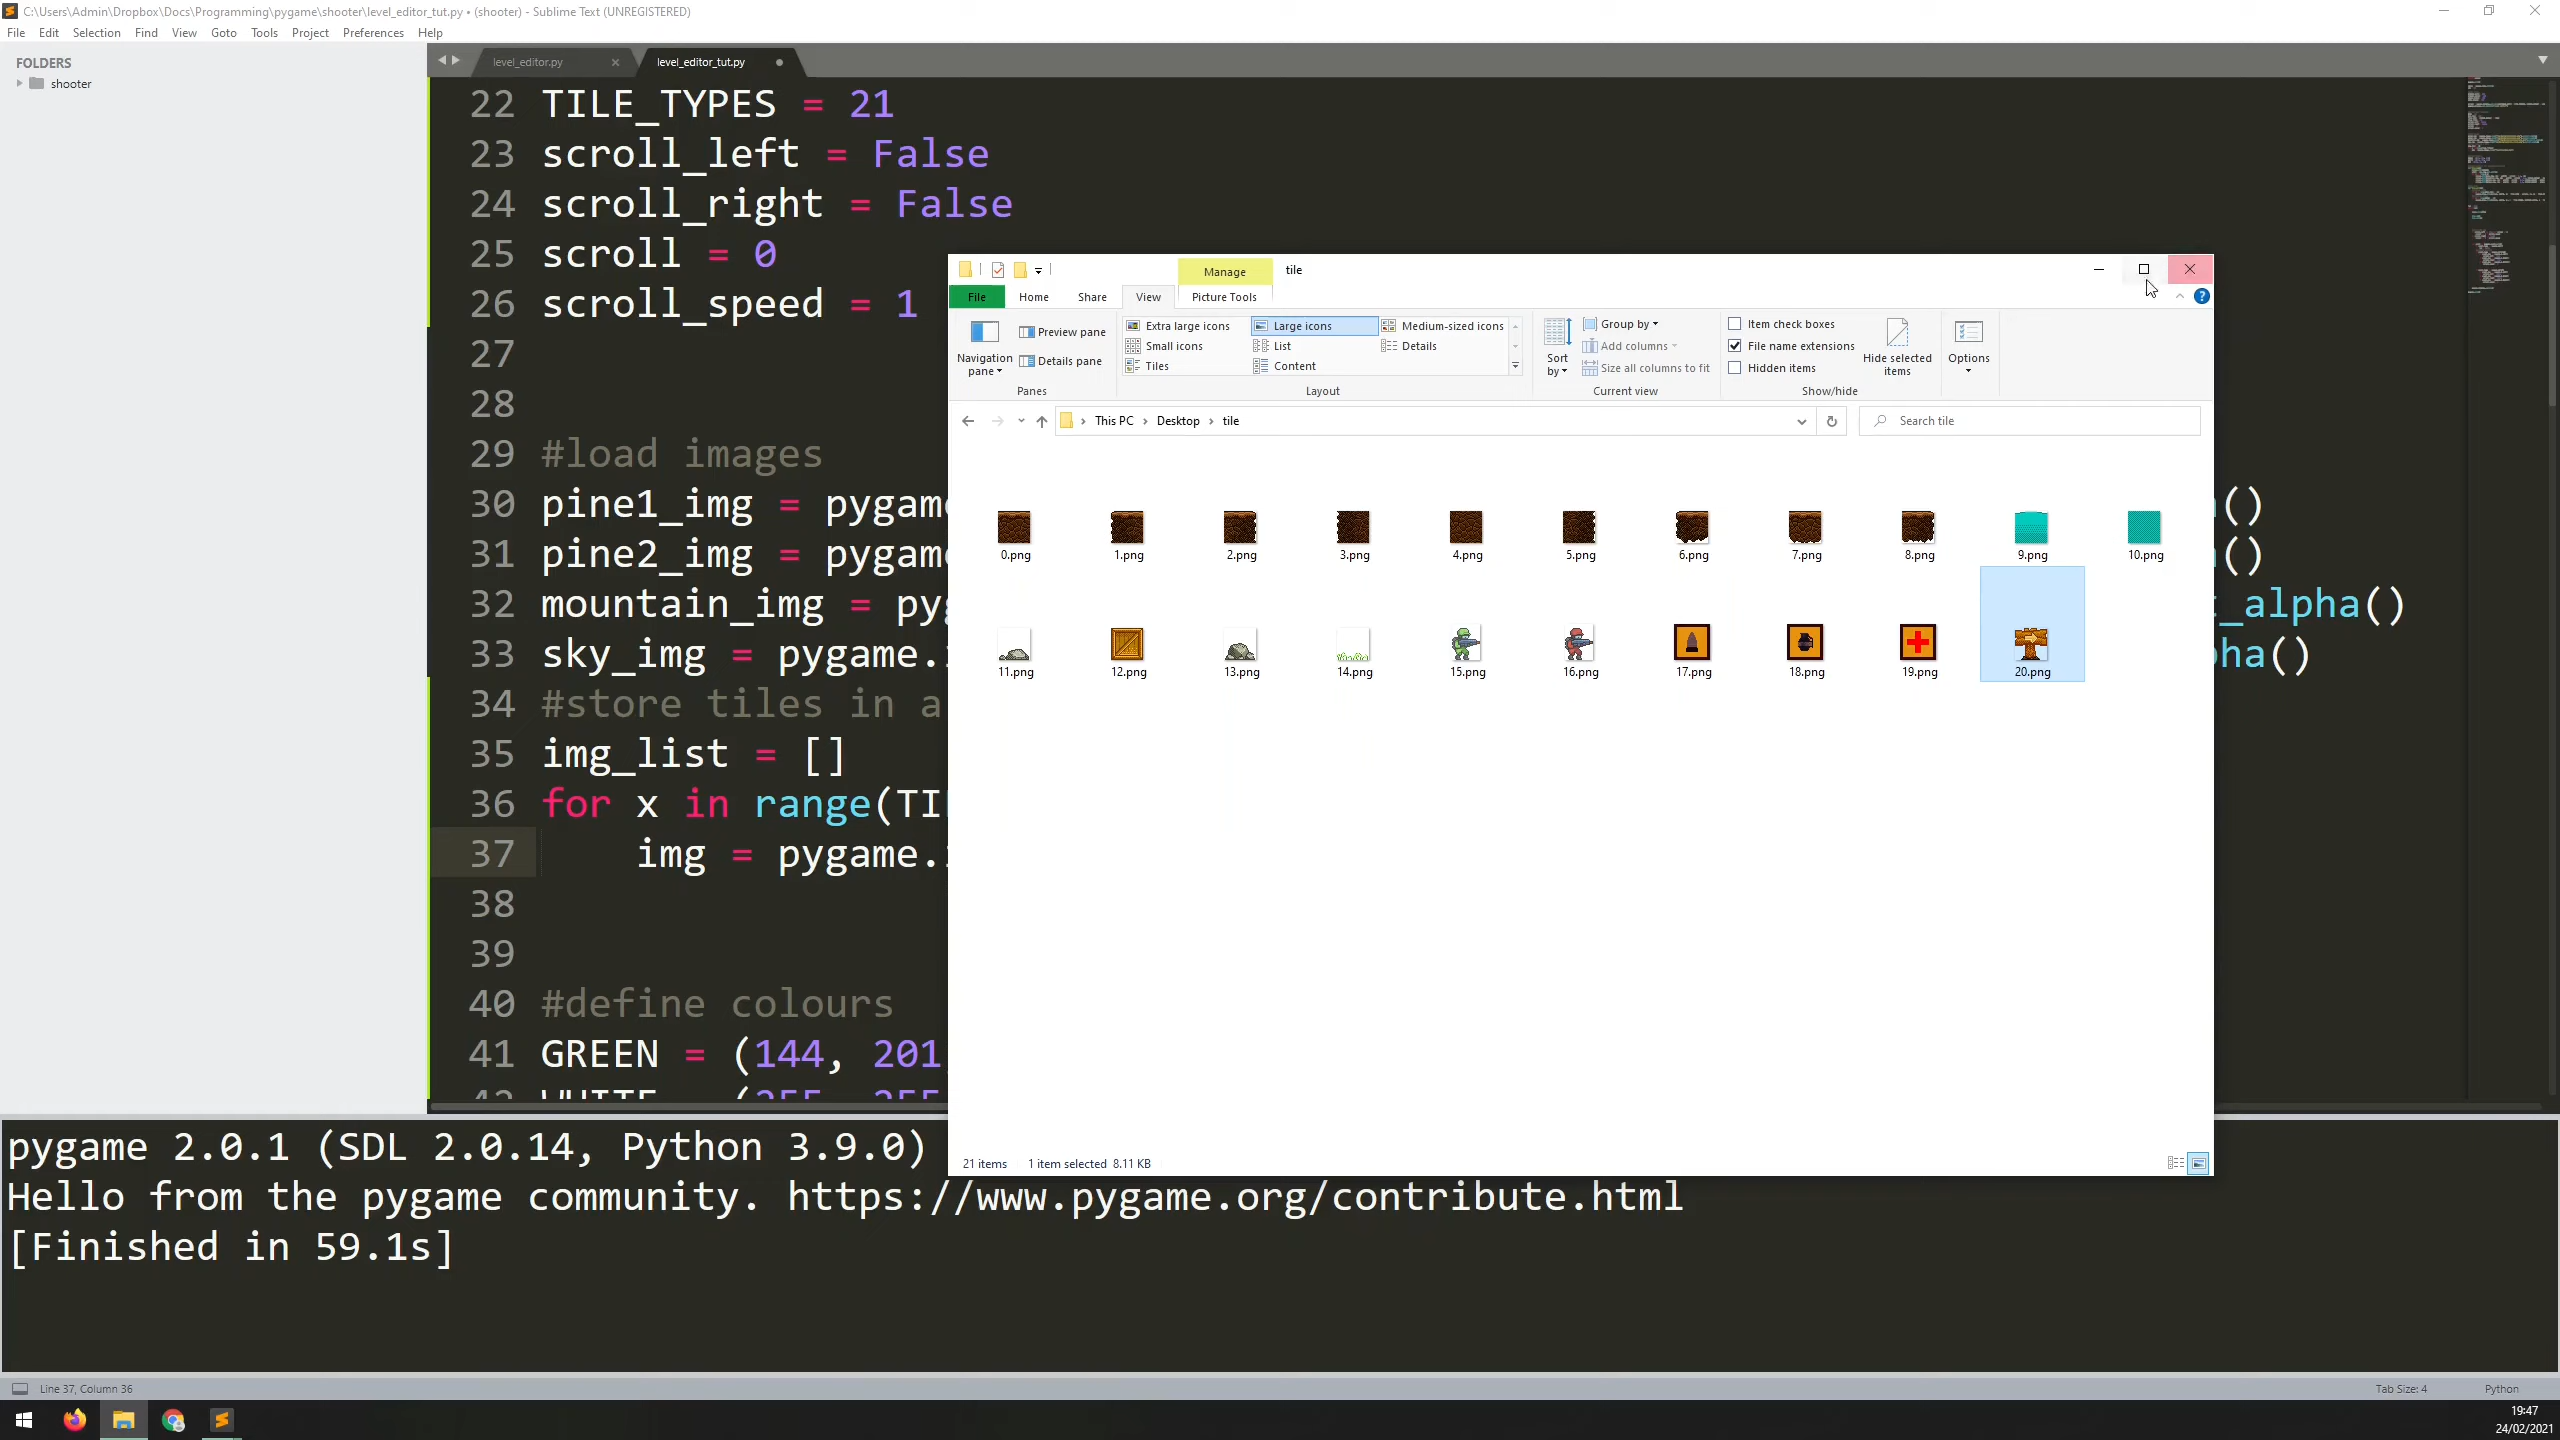 C:\Users\Admin\Dropbox\Docs\Programming\pygame\shooter\level_editor_tut.py • (shooter) - Sublime Text (UNREGISTERED)
File Edit Selection Find View Goto Tools Project Preferences Help
FOLDERS
shooter
level_editor.py
level_editor_tut.py
22 TILE_TYPES = 21
23 scroll_left = False
24 scroll_right = False
25 scroll = 0
26 scroll_speed = 1
27
28
29 #load images
30 pine1_img = pygam
()
31 pine2_img = pygam
()
32 mountain_img = py
_alpha()
33 sky_img = pygame.
ha()
34 #store tiles in a
35 img_list = []
36 for x in range(TI
37 img = pygame.
38
39
40 #define colours
41 GREEN = (144, 201
Manage
tile
File Home Share View Picture Tools
Navigation pane
Preview pane
Details pane
Panes
Extra large icons Large icons Medium-sized icons
Small icons List Details
Tiles Content
Layout
Sort by
Group by
Add columns
Size all columns to fit
Current view
Item check boxes
File name extensions
Hidden items
Hide selected items
Show/hide
Options
This PC > Desktop > tile
Search tile
0.png 1.png 2.png 3.png 4.png 5.png 6.png 7.png 8.png 9.png 10.png
11.png 12.png 13.png 14.png 15.png 16.png 17.png 18.png 19.png 20.png
21 items 1 item selected 8.11 KB
pygame 2.0.1 (SDL 2.0.14, Python 3.9.0)
Hello from the pygame community. https://www.pygame.org/contribute.html
[Finished in 59.1s]
Line 37, Column 36
Tab Size: 4
Python
19:47
24/02/2021